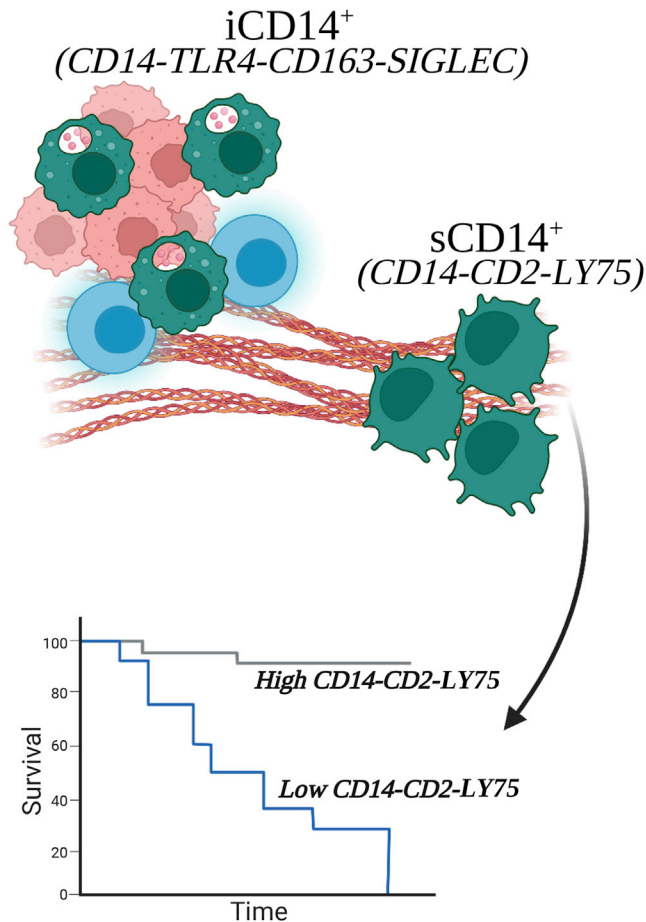 iCD14⁺
(CD14-TLR4-CD163-SIGLEC)
sCD14⁺
(CD14-CD2-LY75)
100
80
60
40
20
0
Survival
High CD14-CD2-LY75
Low CD14-CD2-LY75
Time